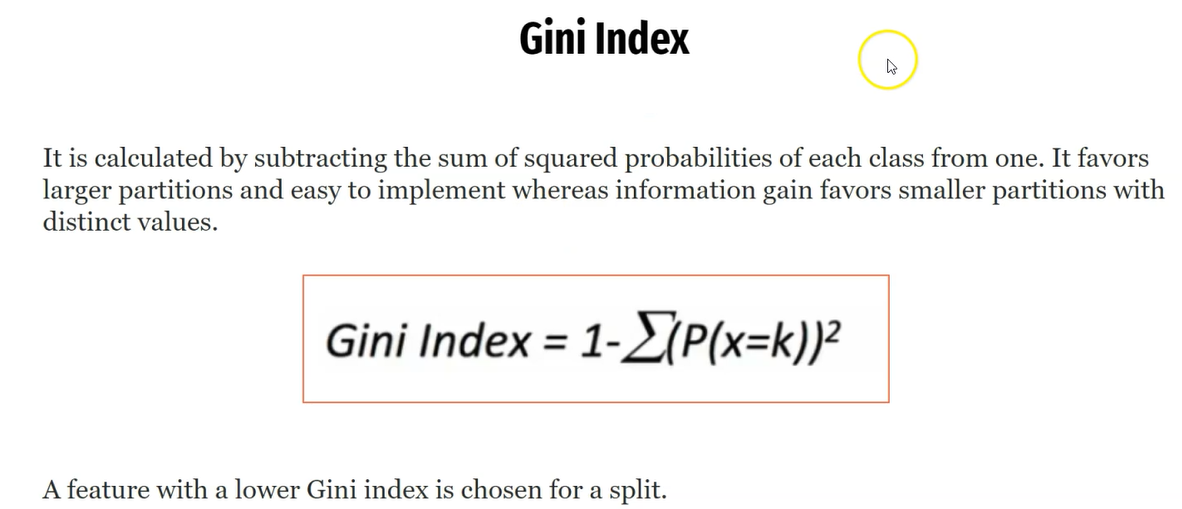 Gini Index
It is calculated by subtracting the sum of squared probabilities of each class from one. It favors
larger partitions and easy to implement whereas information gain favors smaller partitions with
distinct values.
Gini Index = 1-∑(P(x=k))²
A feature with a lower Gini index is chosen for a split.